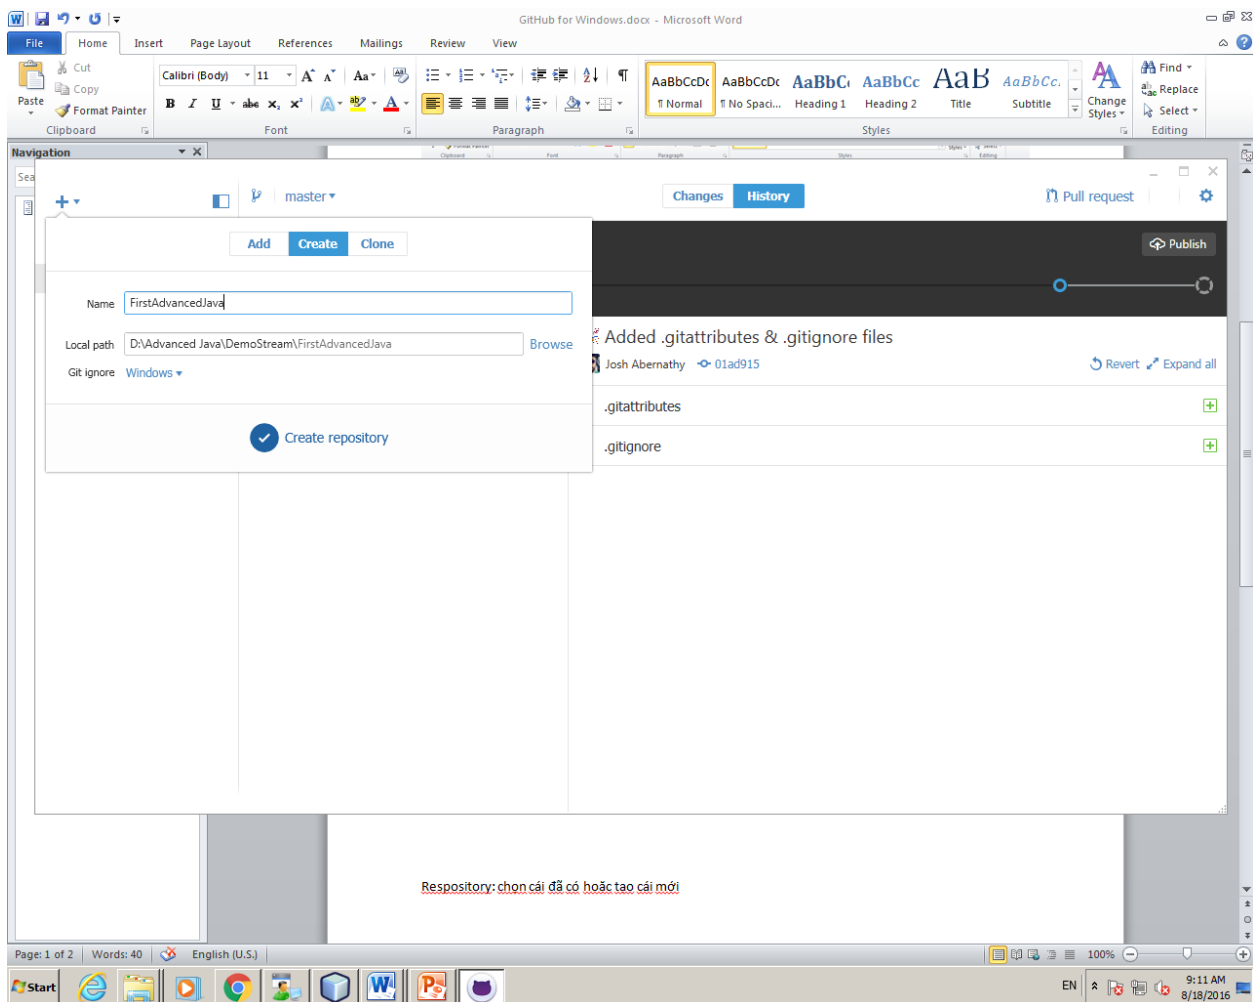 GitHub for Windows.docx - Microsoft Word
File Home Insert Page Layout References Mailings Review View
Paste
Cut
Copy
Format Painter
Clipboard
Calibri (Body) 11
Font
Paragraph
AaBbCcDc AaBbCcDc AaBbC AaBbCc AaB AaBbCc.
¶ Normal ¶ No Spaci... Heading 1 Heading 2 Title Subtitle
Change Styles
Styles
Find
Replace
Select
Editing
Navigation
Sea
master
Changes History
Pull request
Add Create Clone
Publish
Name FirstAdvancedJava
Local path D:\Advanced Java\DemoStream\FirstAdvancedJava Browse
Git ignore Windows
Create repository
Added .gitattributes & .gitignore files
Josh Abernathy 01ad915
Revert Expand all
.gitattributes
.gitignore
Respository: chọn cái đã có hoăc tao cái mới
Page: 1 of 2 Words: 40 English (U.S.) 100%
Start EN 9:11 AM
8/18/2016